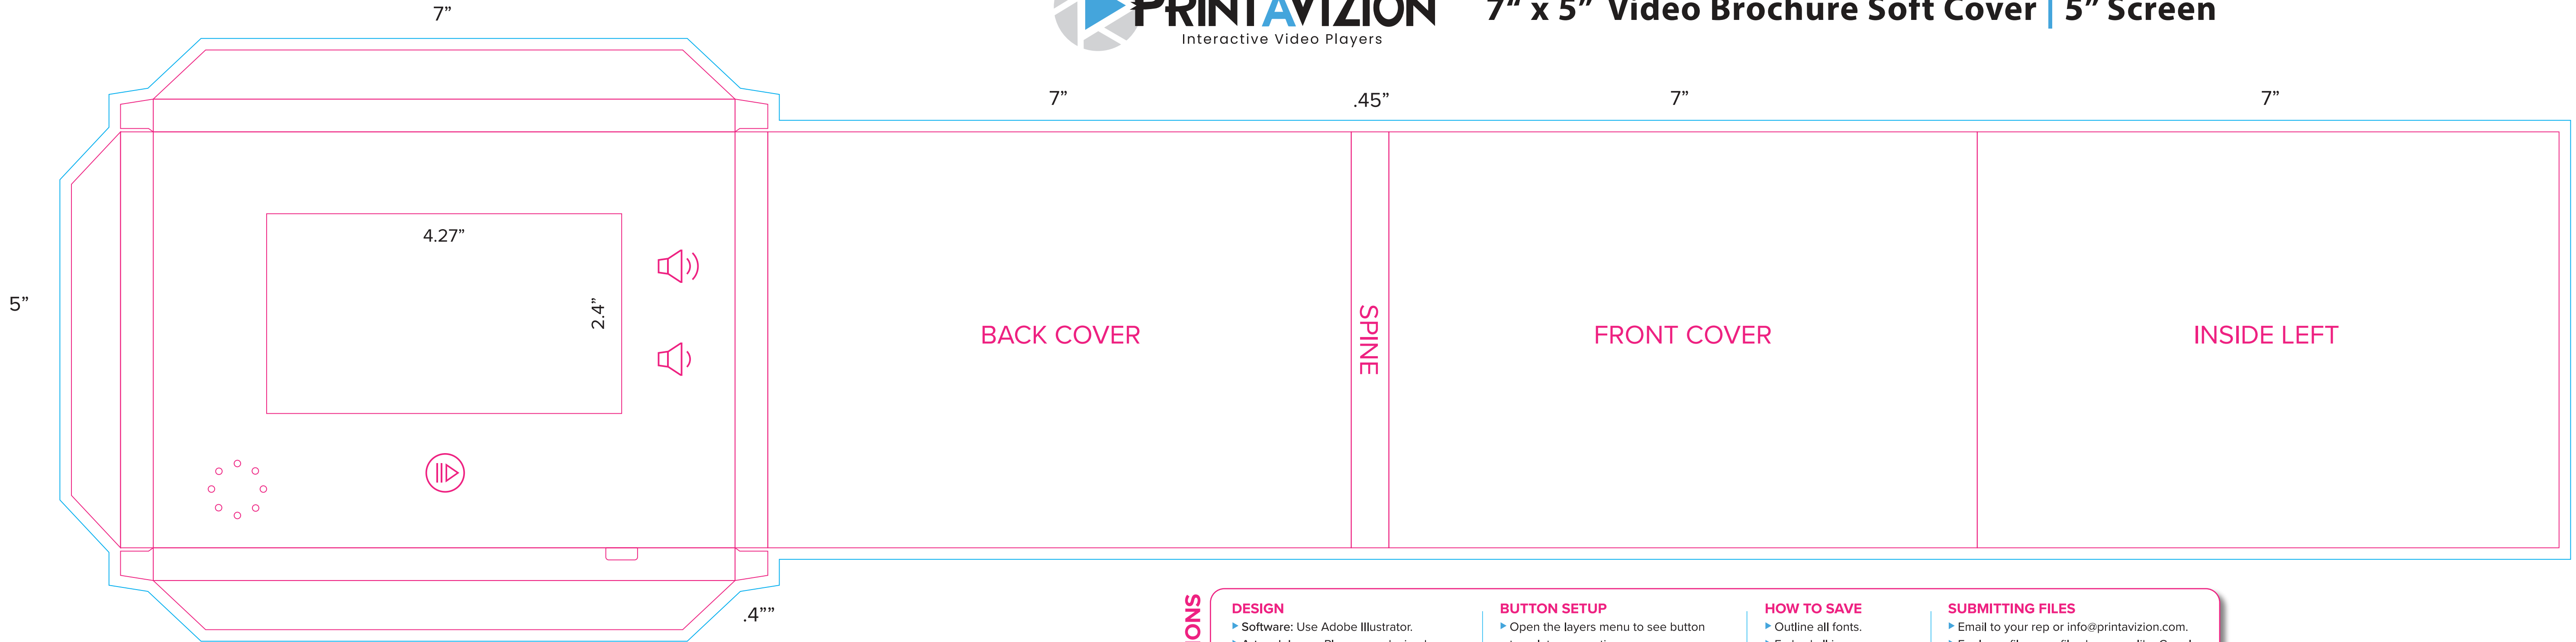 7”
PRINTAVIZION
Interactive Video Players
7“ x 5” Video Brochure Soft Cover | 5” Screen
7”
.45”
7”
7”
4.27”
2.4”
5”
BACK COVER
SPINE
FRONT COVER
INSIDE LEFT
.4””
DESIGN
Software: Use Adobe Illustrator.
BUTTON SETUP
Open the layers menu to see button
HOW TO SAVE
Outline all fonts.
SUBMITTING FILES
Email to your rep or info@printavizion.com.